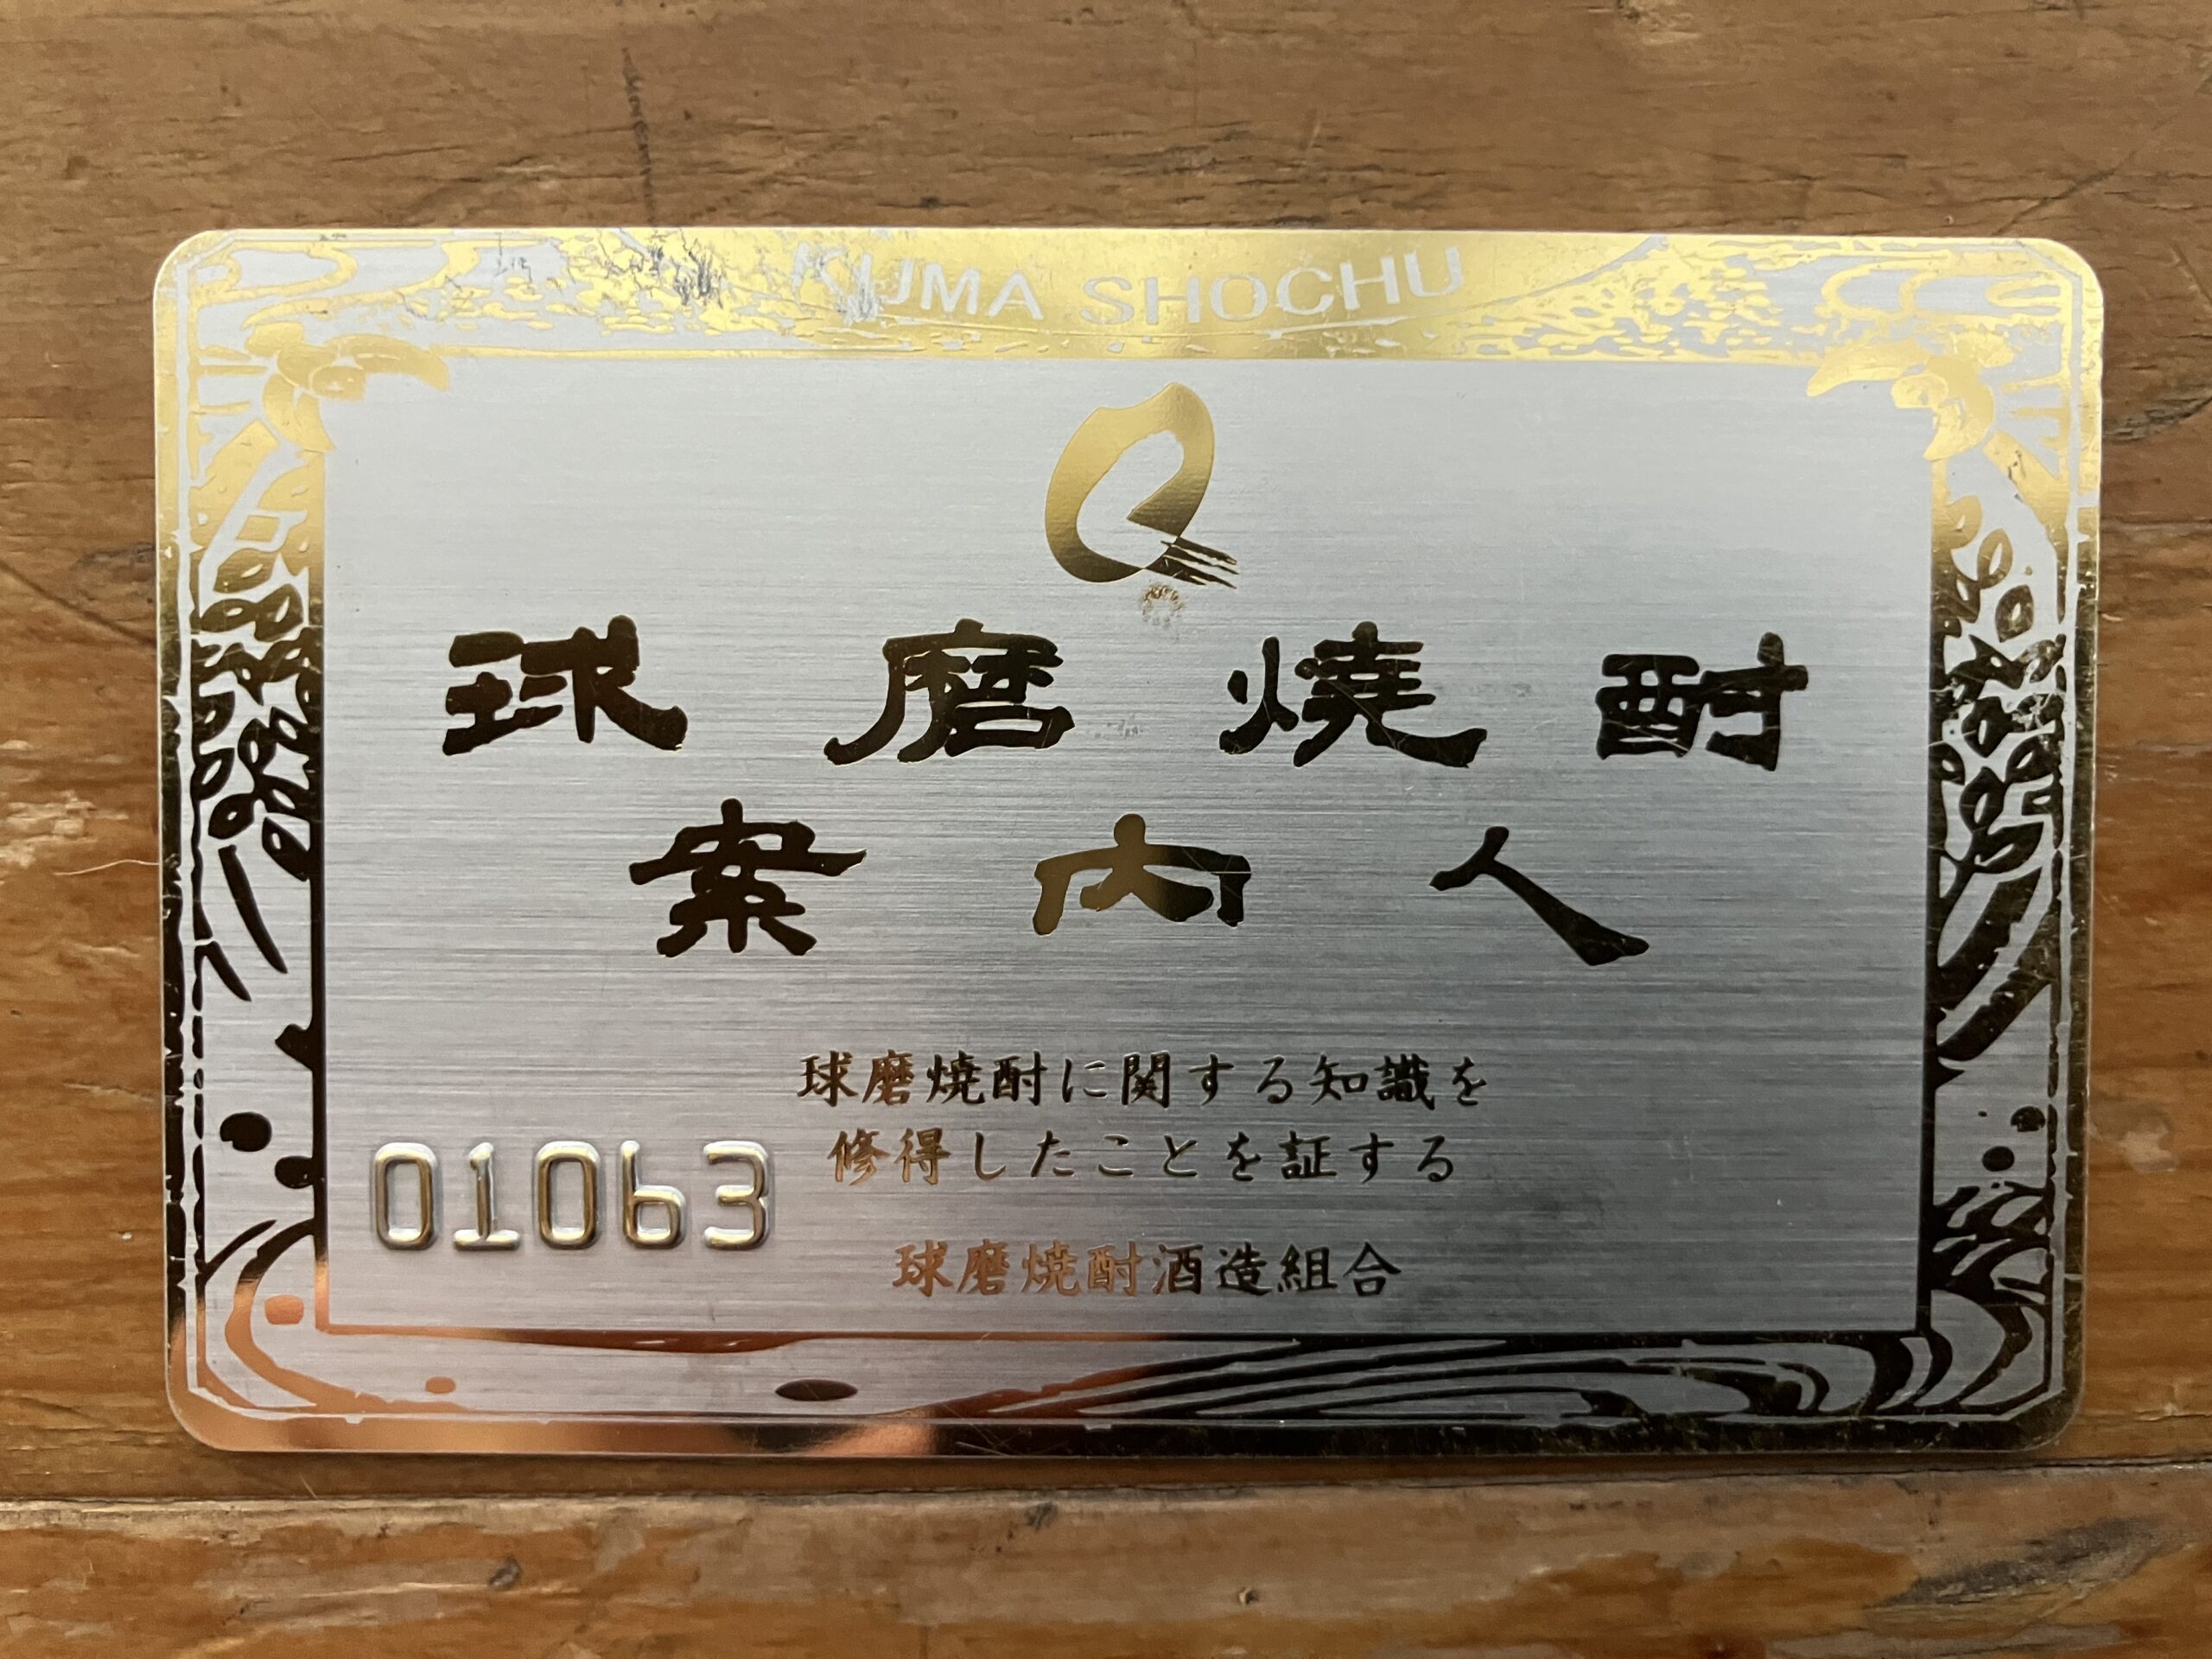 KUMA SHOCHU
球磨焼酎
案内人
球磨焼酎に関する知識を
修得したことを証する
01063
球磨焼酎酒造組合